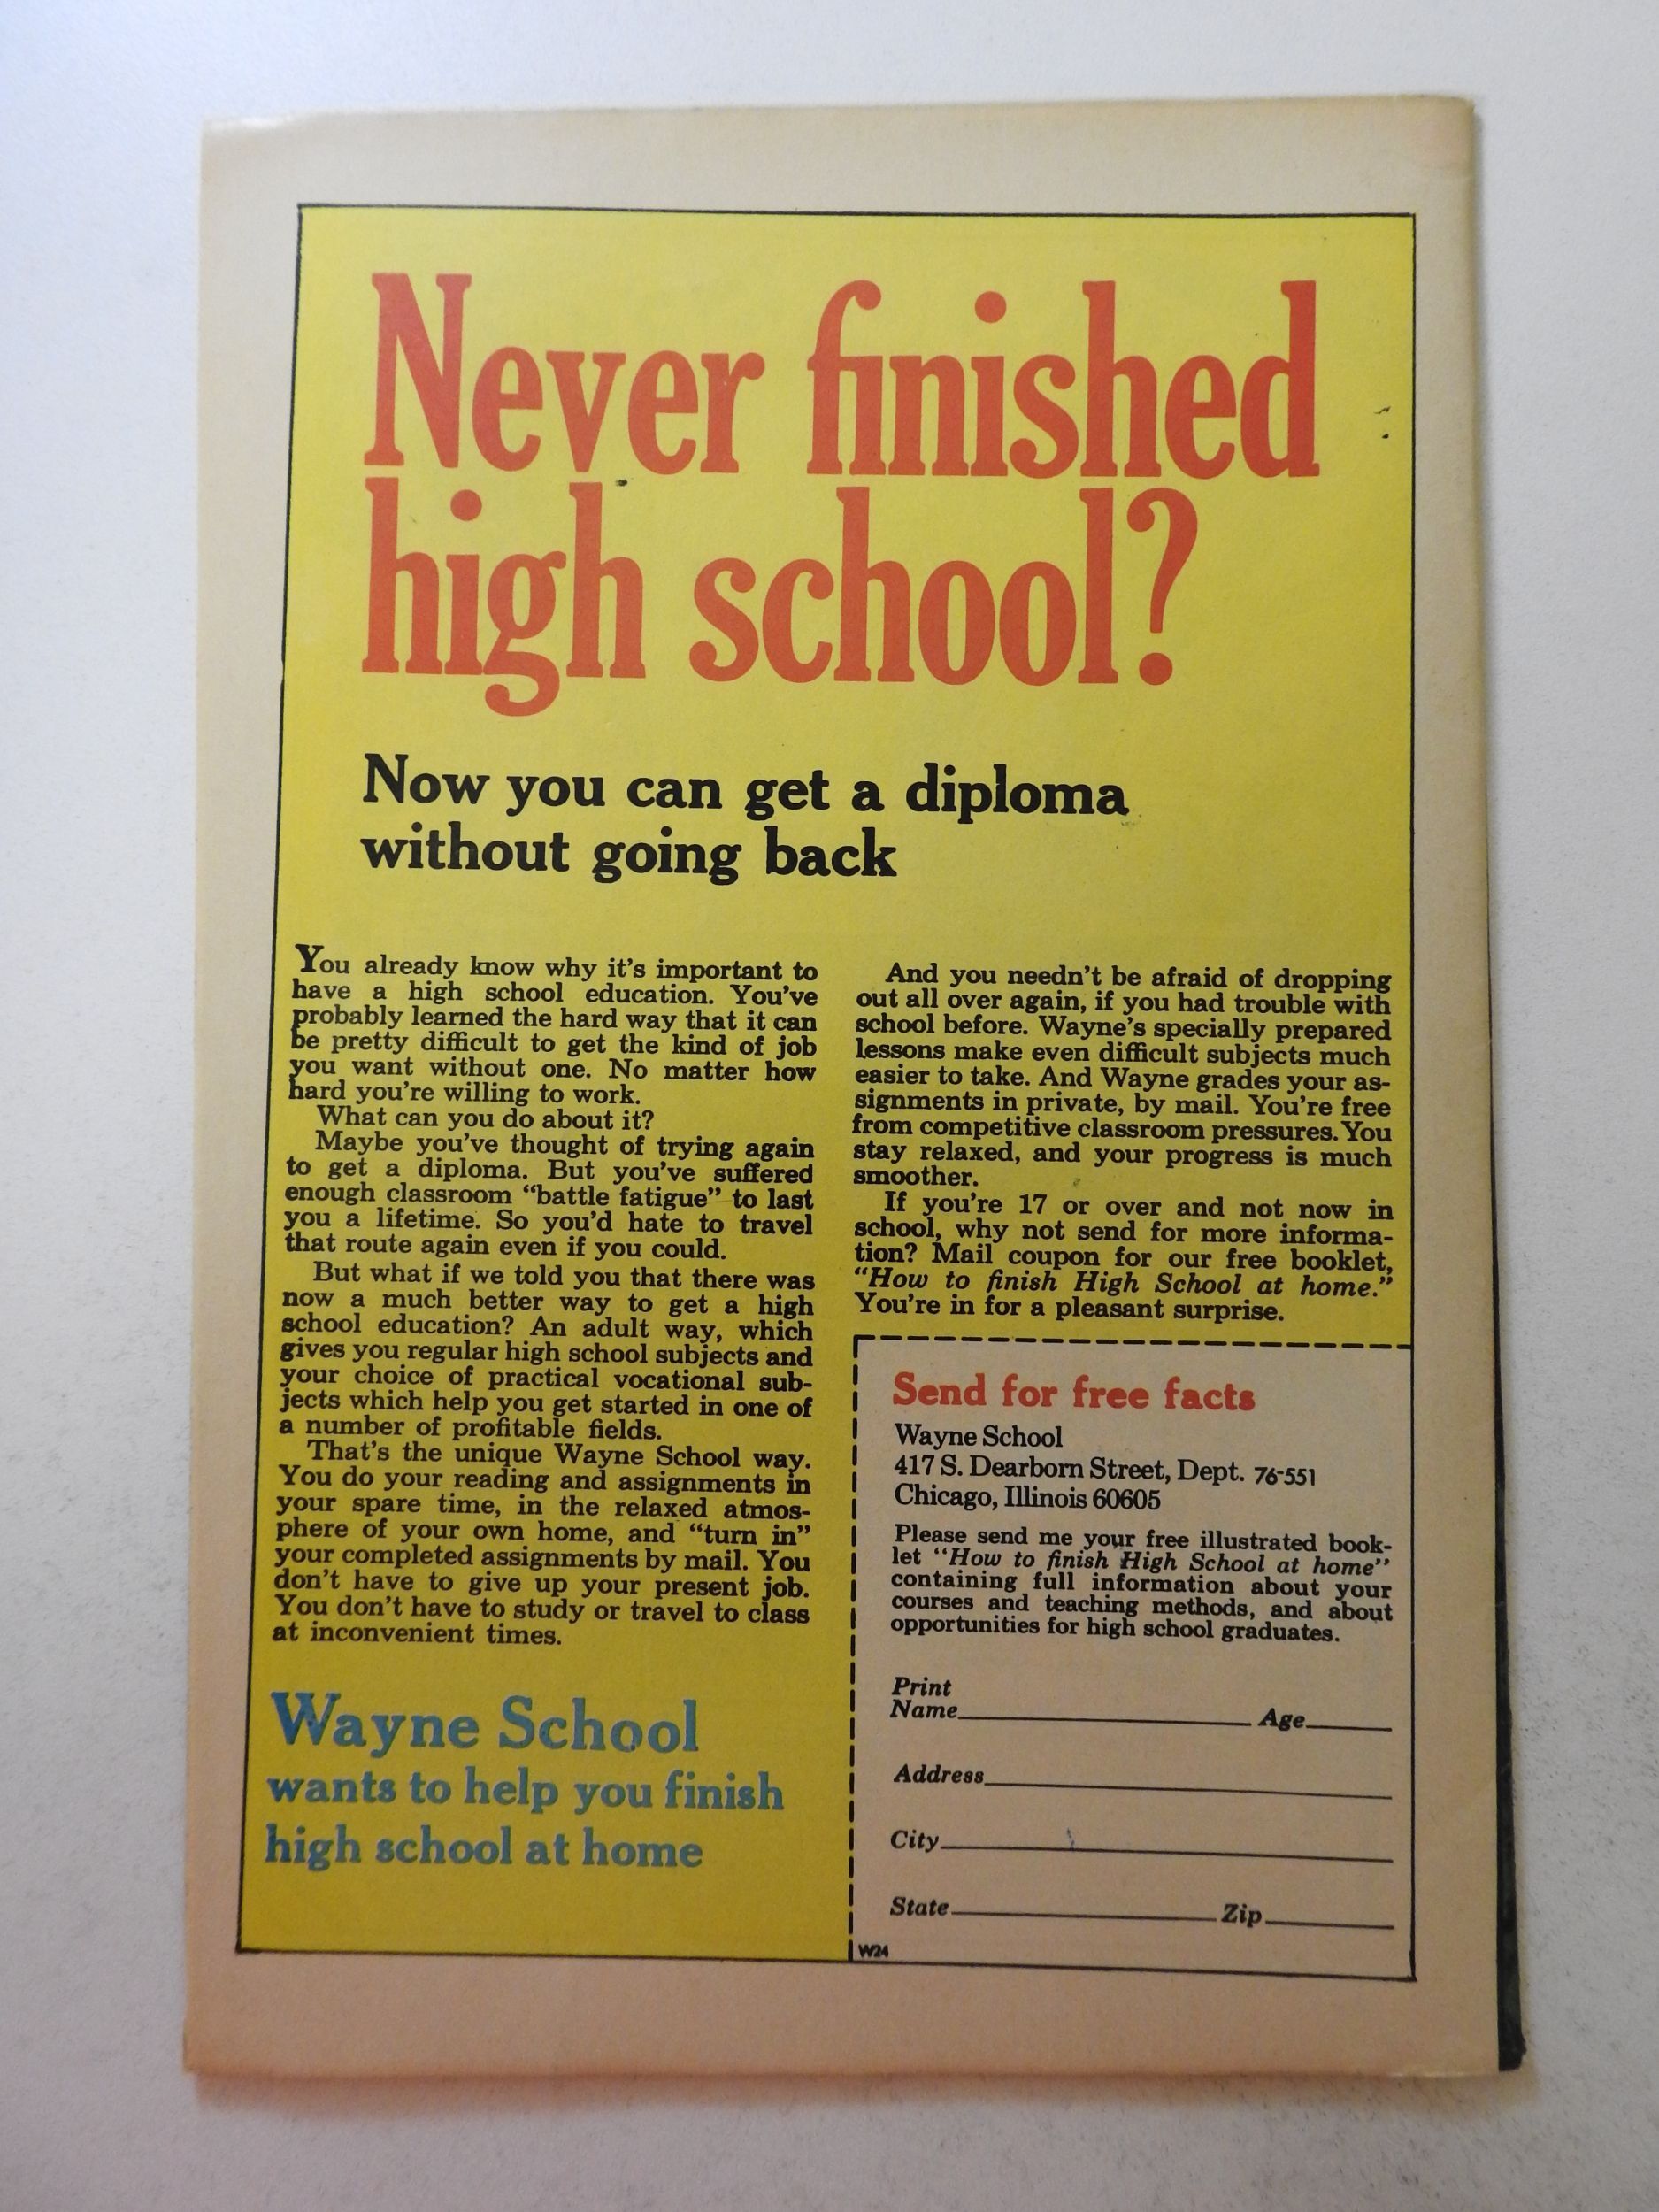 Never finished
high school?
Now you can get a diploma
without going back
You already know why it's important to
have a high school education. You've
probably learned the hard way that it can
be pretty difficult to get the kind of job
you want without one. No matter how
hard you're willing to work.
What can you do about it?
Maybe you've thought of trying again
to get a diploma. But you've suffered
enough classroom "battle fatigue" to last
you a lifetime. So you'd hate to travel
that route again even if you could.
But what if we told you that there was
now a much better way to get a high
school education? An adult way, which
gives you regular high school subjects and
your choice of practical vocational sub-
jects which help you get started in one of
a number of profitable fields.
That's the unique Wayne School way.
You do your reading and assignments in
your spare time, in the relaxed atmos-
phere of your own home, and "turn in"
your completed assignments by mail. You
don't have to give up your present job.
You don't have to study or travel to class
at inconvenient times.
Wayne School
wants to help you finish
high school at home
And you needn't be afraid of dropping
out all over again, if you had trouble with
school before. Wayne's specially prepared
lessons make even difficult subjects much
easier to take. And Wayne grades your as-
signments in private, by mail. You're free
from competitive classroom pressures. You
stay relaxed, and your progress is much
smoother.
If you're 17 or over and not now in
school, why not send for more informa-
tion? Mail coupon for our free booklet,
"How to finish High School at home."
You're in for a pleasant surprise.
Send for free facts
Wayne School
417 S. Dearborn Street, Dept. 76-551
Chicago, Illinois 60605
Please send me your free illustrated book-
let "How to finish High School at home"
containing full information about your
courses and teaching methods, and about
opportunities for high school graduates.
Print
Name Age
Address
City
State Zip
W24